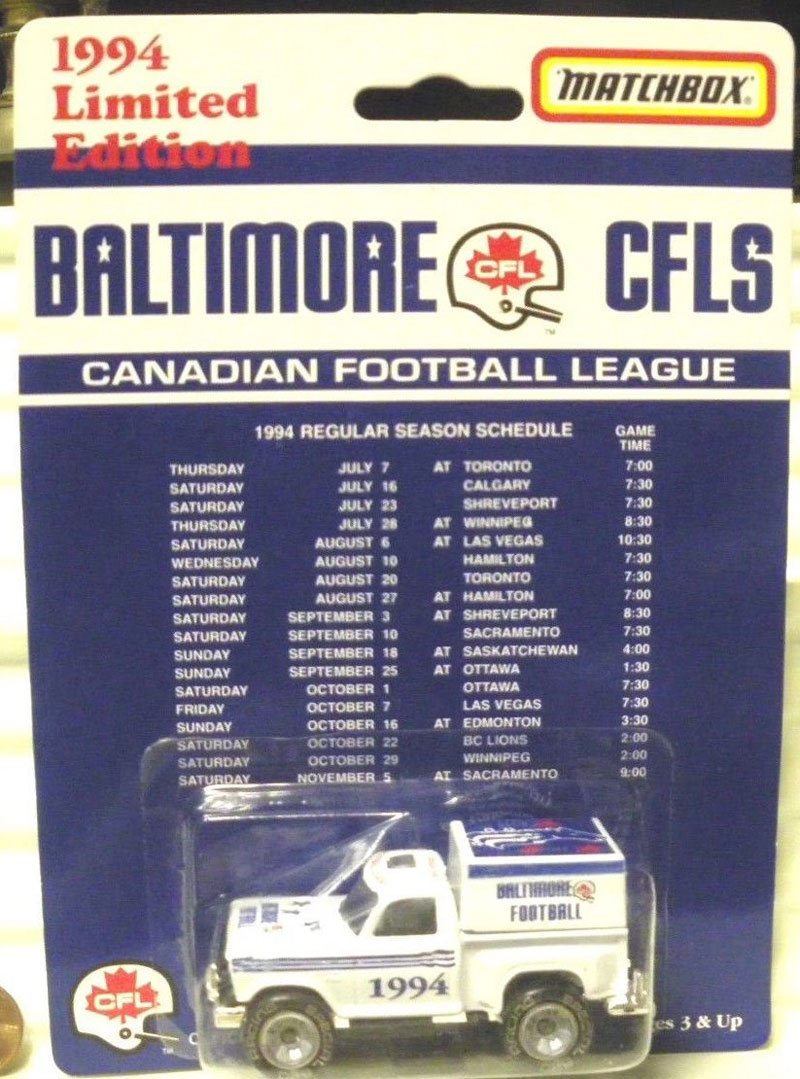 1994
Limited
Edition
MATCHBOX
BALTIMORE CFL CFLS
TM
CANADIAN FOOTBALL LEAGUE
1994 REGULAR SEASON SCHEDULE GAME TIME
THURSDAY JULY 7 AT TORONTO 7:00
SATURDAY JULY 16 CALGARY 7:30
SATURDAY JULY 23 SHREVEPORT 7:30
THURSDAY JULY 28 AT WINNIPEG 8:30
SATURDAY AUGUST 6 AT LAS VEGAS 10:30
WEDNESDAY AUGUST 10 HAMILTON 7:30
SATURDAY AUGUST 20 TORONTO 7:30
SATURDAY AUGUST 27 AT HAMILTON 7:00
SATURDAY SEPTEMBER 3 AT SHREVEPORT 8:30
SATURDAY SEPTEMBER 10 SACRAMENTO 7:30
SUNDAY SEPTEMBER 18 AT SASKATCHEWAN 4:00
SUNDAY SEPTEMBER 25 AT OTTAWA 1:30
SATURDAY OCTOBER 1 OTTAWA 7:30
FRIDAY OCTOBER 7 LAS VEGAS 7:30
SUNDAY OCTOBER 16 AT EDMONTON 3:30
SATURDAY OCTOBER 22 BC LIONS 2:00
SATURDAY OCTOBER 29 WINNIPEG 2:00
SATURDAY NOVEMBER 5 AT SACRAMENTO 9:00
BALTIMORE
FOOTBALL
1994
CFL
TM
3 & Up